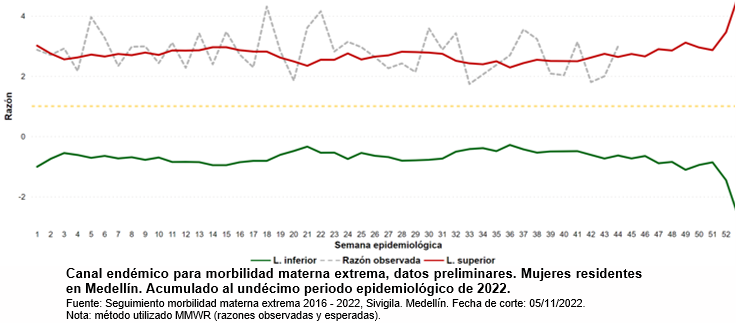 4
2
0
-2
Razón
1 2 3 4 5 6 7 8 9 10 11 12 13 14 15 16 17 18 19 20 21 22 23 24 25 26 27 28 29 30 31 32 33 34 35 36 37 38 39 40 41 42 43 44 45 46 47 48 49 50 51 52
Semana epidemiológica
L. inferior Razón observada L. superior
Canal endémico para morbilidad materna extrema, datos preliminares. Mujeres residentes
en Medellín. Acumulado al undécimo periodo epidemiológico de 2022.
Fuente: Seguimiento morbilidad materna extrema 2016 - 2022, Sivigila. Medellín. Fecha de corte: 05/11/2022.
Nota: método utilizado MMWR (razones observadas y esperadas).